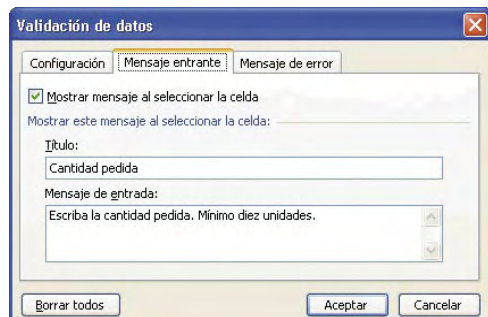 Validación de datos
Configuración Mensaje entrante Mensaje de error
Mostrar mensaje al seleccionar la celda
Mostrar este mensaje al seleccionar la celda:
Título:
Cantidad pedida
Mensaje de entrada:
Escriba la cantidad pedida. Mínimo diez unidades.
Borrar todos Aceptar Cancelar